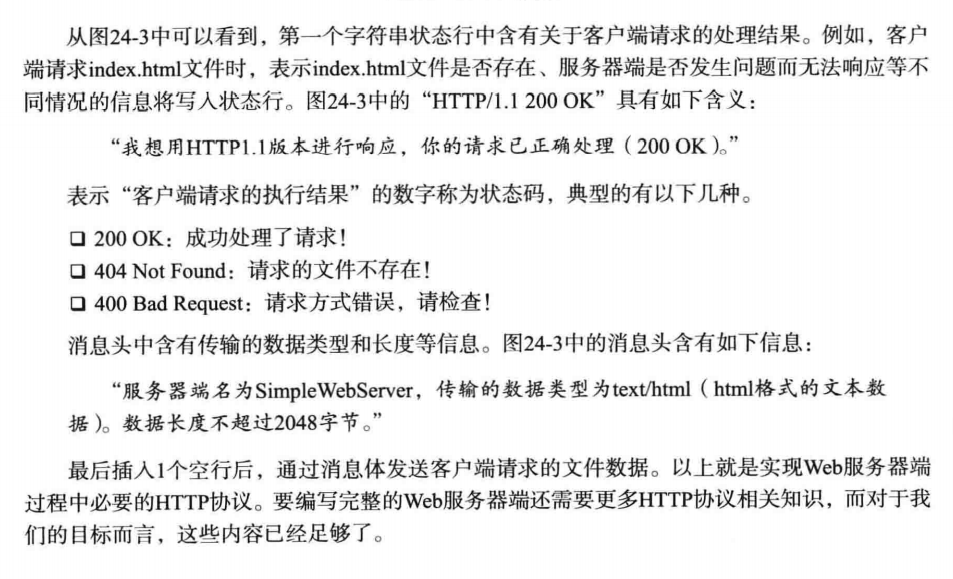 从图24-3中可以看到，第一个字符串状态行中含有关于客户端请求的处理结果。例如，客户
端请求index.html文件时，表示index.html文件是否存在、服务器端是否发生问题而无法响应等不
同情况的信息将写入状态行。图24-3中的“HTTP/1.1 200 OK”具有如下含义：
“我想用HTTP1.1版本进行响应，你的请求已正确处理（200 OK）。”
表示“客户端请求的执行结果”的数字称为状态码，典型的有以下几种。
❑ 200 OK：成功处理了请求！
❑ 404 Not Found：请求的文件不存在！
❑ 400 Bad Request：请求方式错误，请检查！
消息头中含有传输的数据类型和长度等信息。图24-3中的消息头含有如下信息：
“服务器端名为SimpleWebServer，传输的数据类型为text/html（html格式的文本数
据）。数据长度不超过2048字节。”
最后插入1个空行后，通过消息体发送客户端请求的文件数据。以上就是实现Web服务器端
过程中必要的HTTP协议。要编写完整的Web服务器端还需要更多HTTP协议相关知识，而对于我
们的目标而言，这些内容已经足够了。